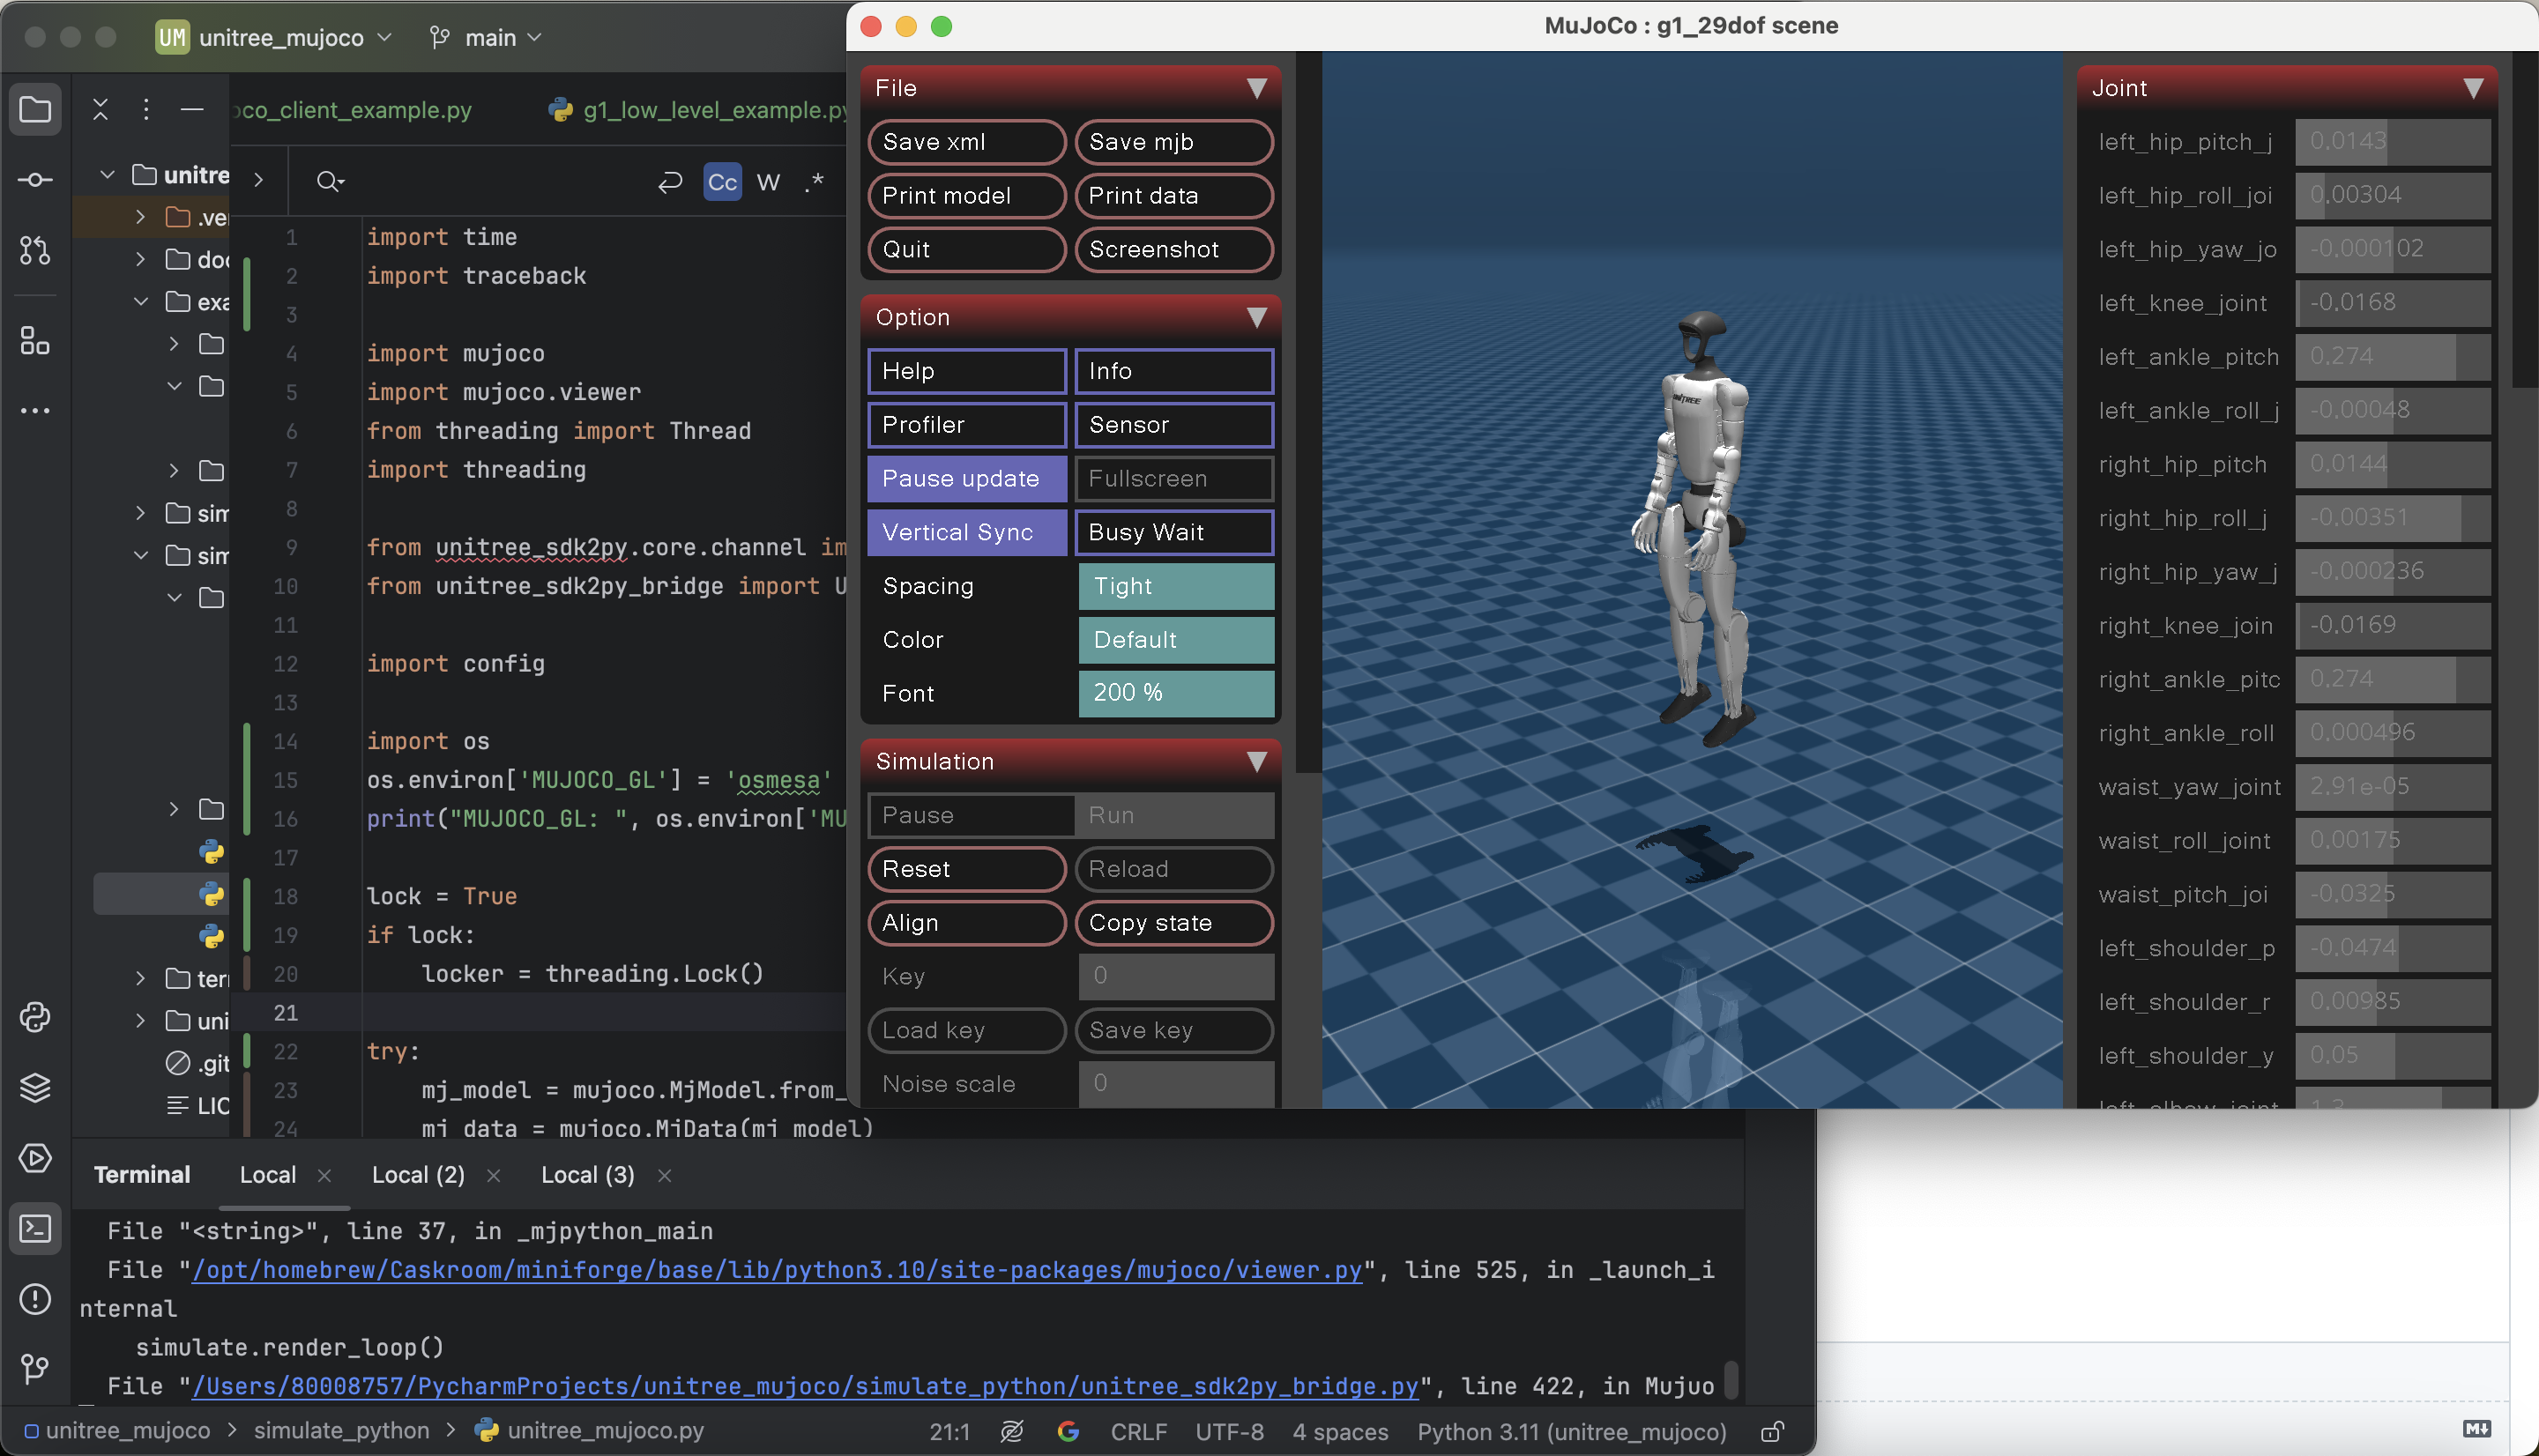 UM unitree_mujoco main
oco_client_example.py g1_low_level_example.py
unitre
.ve
doc
exa
sim
sim
ter
uni
.git
LIC
Cc W .*
1 import time
2 import traceback
3
4 import mujoco
5 import mujoco.viewer
6 from threading import Thread
7 import threading
8
9 from unitree_sdk2py.core.channel im
10 from unitree_sdk2py_bridge import U
11
12 import config
13
14 import os
15 os.environ['MUJOCO_GL'] = 'osmesa'
16 print("MUJOCO_GL: ", os.environ['MU
17
18 lock = True
19 if lock:
20 locker = threading.Lock()
21
22 try:
23 mj_model = mujoco.MjModel.from_
24 mj_data = mujoco.MjData(mj_model)
MuJoCo : g1_29dof scene
File
Save xml Save mjb
Print model Print data
Quit Screenshot
Option
Help Info
Profiler Sensor
Pause update Fullscreen
Vertical Sync Busy Wait
Spacing Tight
Color Default
Font 200 %
Simulation
Pause Run
Reset Reload
Align Copy state
Key 0
Load key Save key
Noise scale 0
UNITREE
Joint
left_hip_pitch_j 0.0143
left_hip_roll_joi 0.00304
left_hip_yaw_jo -0.000102
left_knee_joint -0.0168
left_ankle_pitch 0.274
left_ankle_roll_j -0.00048
right_hip_pitch 0.0144
right_hip_roll_j -0.00351
right_hip_yaw_j -0.000236
right_knee_join -0.0169
right_ankle_pitc 0.274
right_ankle_roll 0.000496
waist_yaw_joint 2.91e-05
waist_roll_joint 0.00175
waist_pitch_joi -0.0325
left_shoulder_p -0.0474
left_shoulder_r 0.00985
left_shoulder_y 0.05
left_elbow_joint 1.3
Terminal Local Local (2) Local (3)
File "<string>", line 37, in _mjpython_main
File "/opt/homebrew/Caskroom/miniforge/base/lib/python3.10/site-packages/mujoco/viewer.py", line 525, in _launch_i
nternal
simulate.render_loop()
File "/Users/80008757/PycharmProjects/unitree_mujoco/simulate_python/unitree_sdk2py_bridge.py", line 422, in Mujuo
unitree_mujoco > simulate_python > unitree_mujoco.py 21:1 CRLF UTF-8 4 spaces Python 3.11 (unitree_mujoco)
M↓